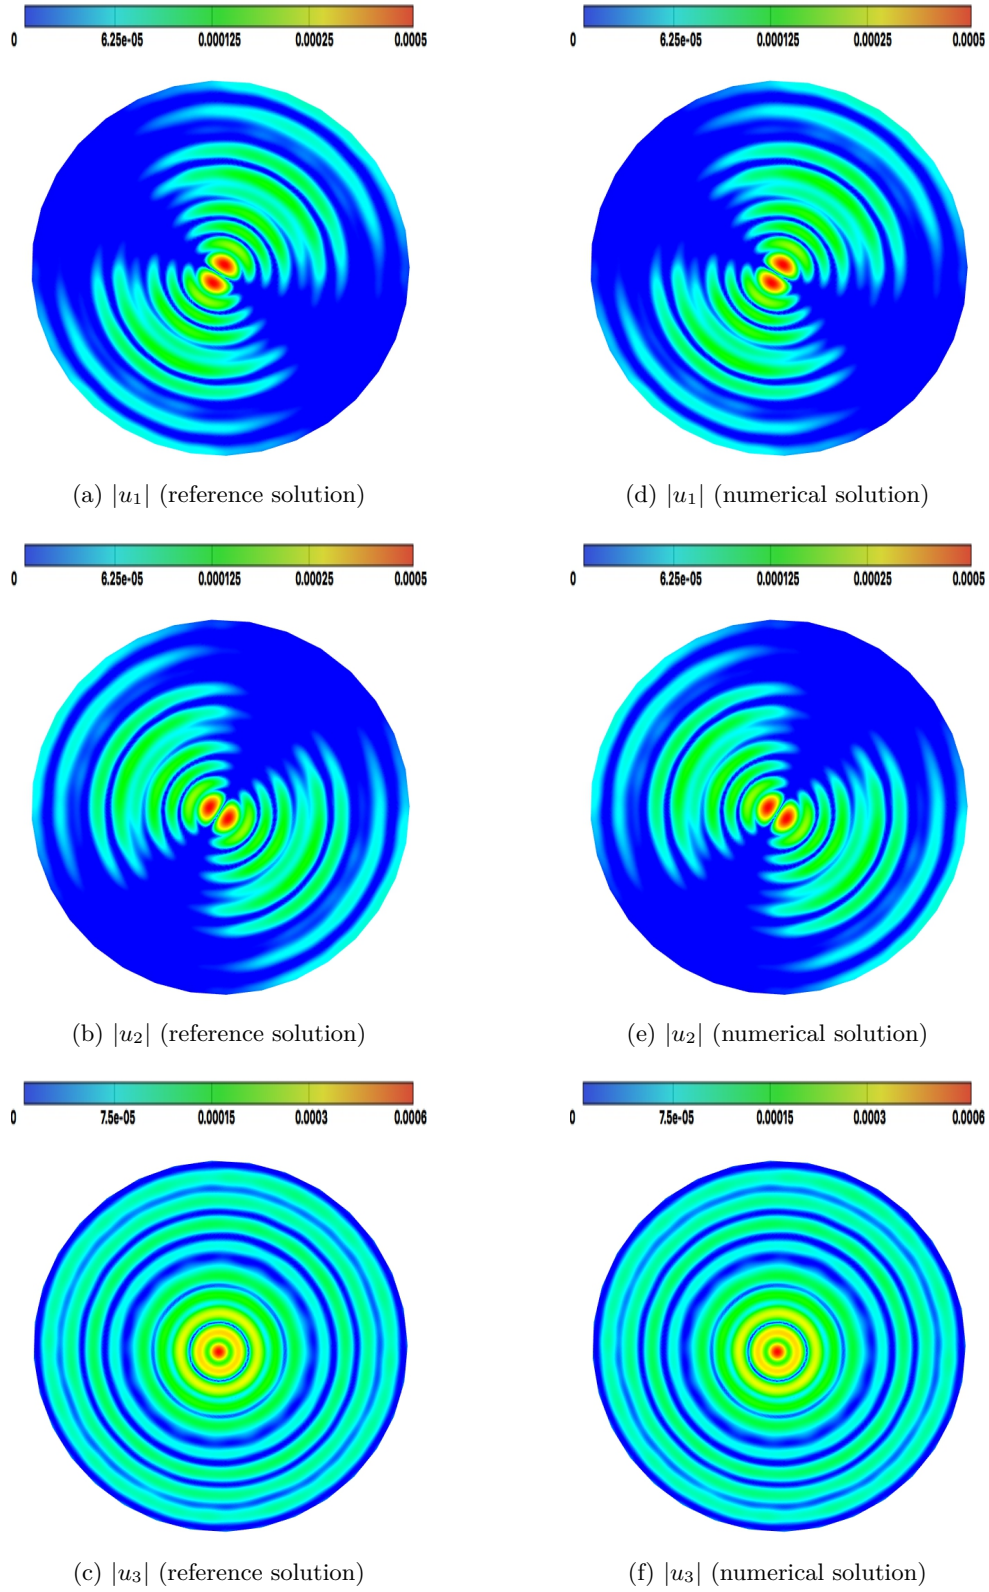 0 6.25e-05 0.000125 0.00025 0.0005
0 6.25e-05 0.000125 0.00025 0.0005
(a) |u₁| (reference solution)
(d) |u₁| (numerical solution)
0 6.25e-05 0.000125 0.00025 0.0005
0 6.25e-05 0.000125 0.00025 0.0005
(b) |u₂| (reference solution)
(e) |u₂| (numerical solution)
0 7.5e-05 0.00015 0.0003 0.0006
0 7.5e-05 0.00015 0.0003 0.0006
(c) |u₃| (reference solution)
(f) |u₃| (numerical solution)